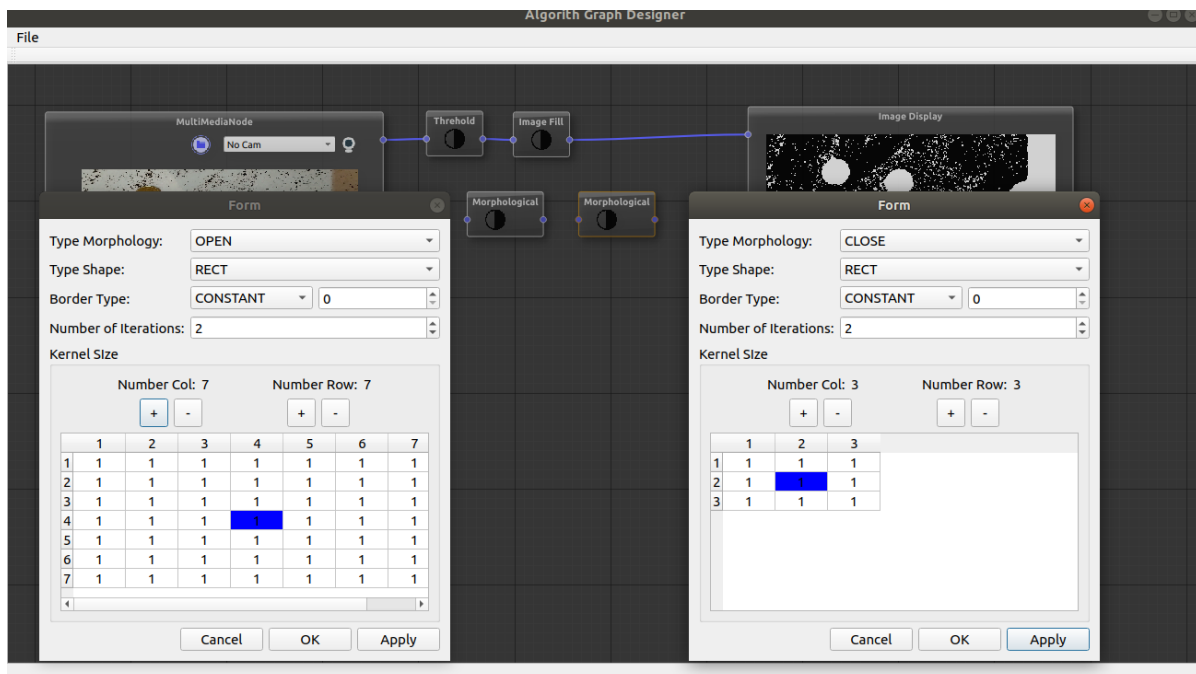 Algorith Graph Designer
File
MultiMediaNode
No Cam
Threhold
Image Fill
Image Display
Morphological
Morphological
Form
Type Morphology: OPEN
Type Shape: RECT
Border Type: CONSTANT 0
Number of Iterations: 2
Kernel SIze
Number Col: 7 Number Row: 7
+ - + -
1 2 3 4 5 6 7
1 1 1 1 1 1 1 1
2 1 1 1 1 1 1 1
3 1 1 1 1 1 1 1
4 1 1 1 1 1 1 1
5 1 1 1 1 1 1 1
6 1 1 1 1 1 1 1
7 1 1 1 1 1 1 1
Cancel OK Apply
Form
Type Morphology: CLOSE
Type Shape: RECT
Border Type: CONSTANT 0
Number of Iterations: 2
Kernel SIze
Number Col: 3 Number Row: 3
+ - + -
1 2 3
1 1 1 1
2 1 1 1
3 1 1 1
Cancel OK Apply